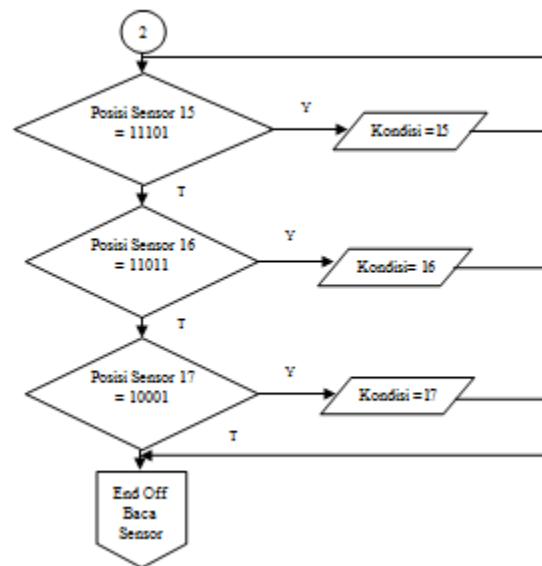 2
Posisi Sensor 15
= 11101
Y
Kondisi =15
T
Posisi Sensor 16
= 11011
Y
Kondisi= 16
T
Posisi Sensor 17
= 10001
Y
Kondisi =17
T
End Off
Baca
Sensor